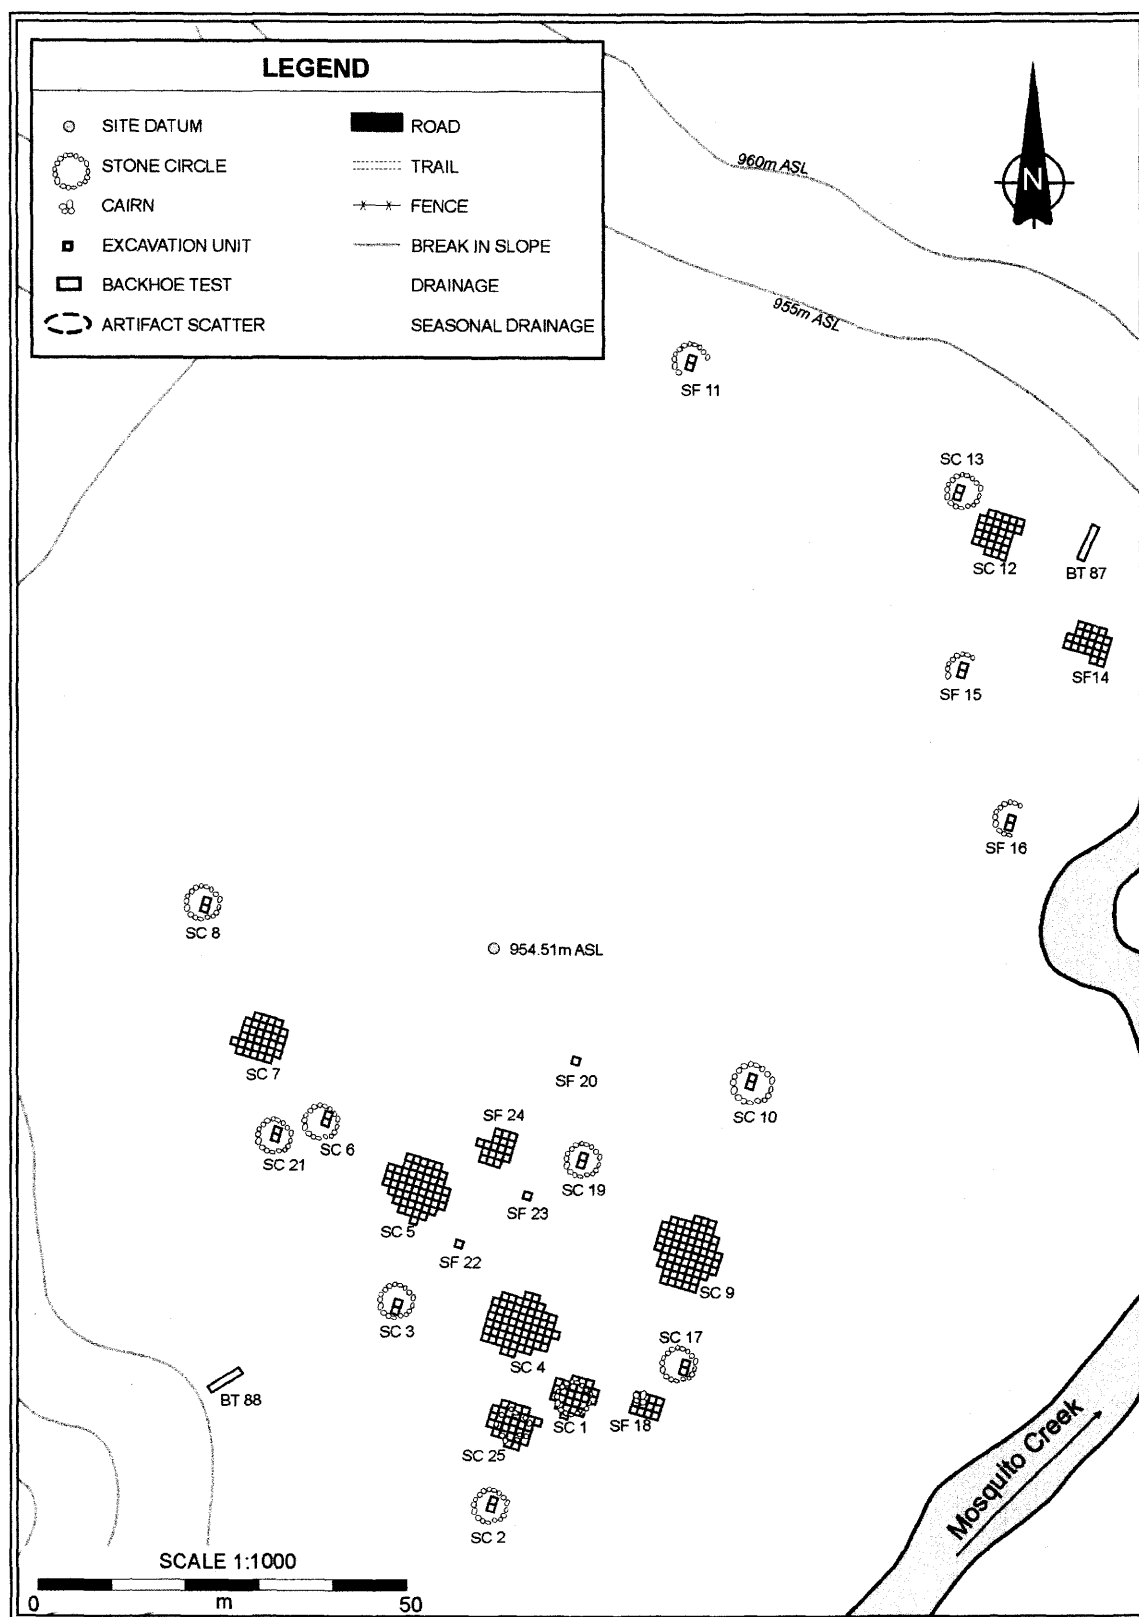 LEGEND
SITE DATUM
STONE CIRCLE
CAIRN
EXCAVATION UNIT
BACKHOE TEST
ARTIFACT SCATTER
ROAD
TRAIL
FENCE
BREAK IN SLOPE
DRAINAGE
SEASONAL DRAINAGE
N
960m ASL
955m ASL
SF 11
SC 13
SC 12
BT 87
SF14
SF 15
SF 16
SC 8
954.51m ASL
SC 7
SF 20
SC 10
SF 24
SC 6
SC 21
SC 19
SC 5
SF 23
SF 22
SC 9
SC 3
SC 17
SC 4
BT 88
SC 1
SF 18
SC 25
Mosquito Creek
SC 2
SCALE 1:1000
0 m 50